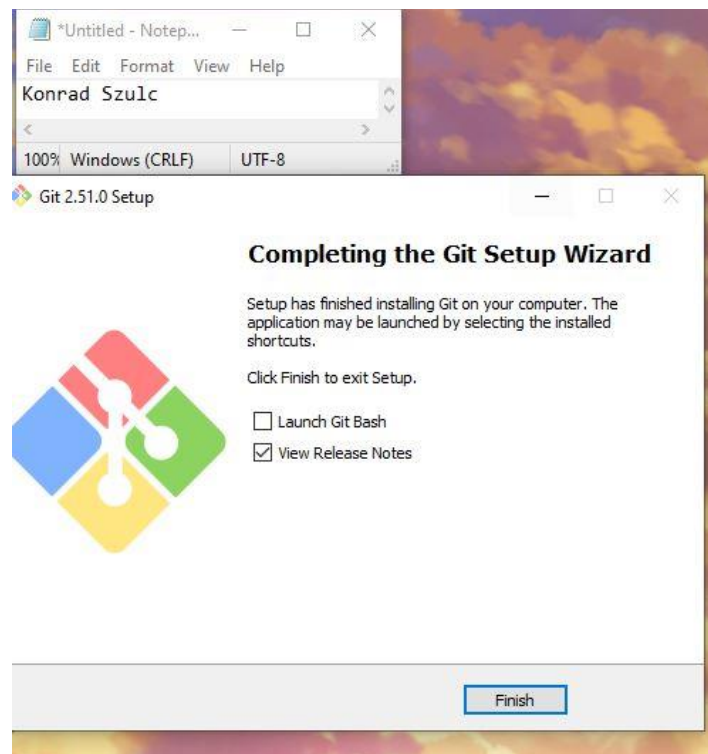 *Untitled - Notep...
File Edit Format View Help
Konrad Szulc
100% Windows (CRLF) UTF-8
Git 2.51.0 Setup
Completing the Git Setup Wizard
Setup has finished installing Git on your computer. The
application may be launched by selecting the installed
shortcuts.
Click Finish to exit Setup.
Launch Git Bash
View Release Notes
Finish